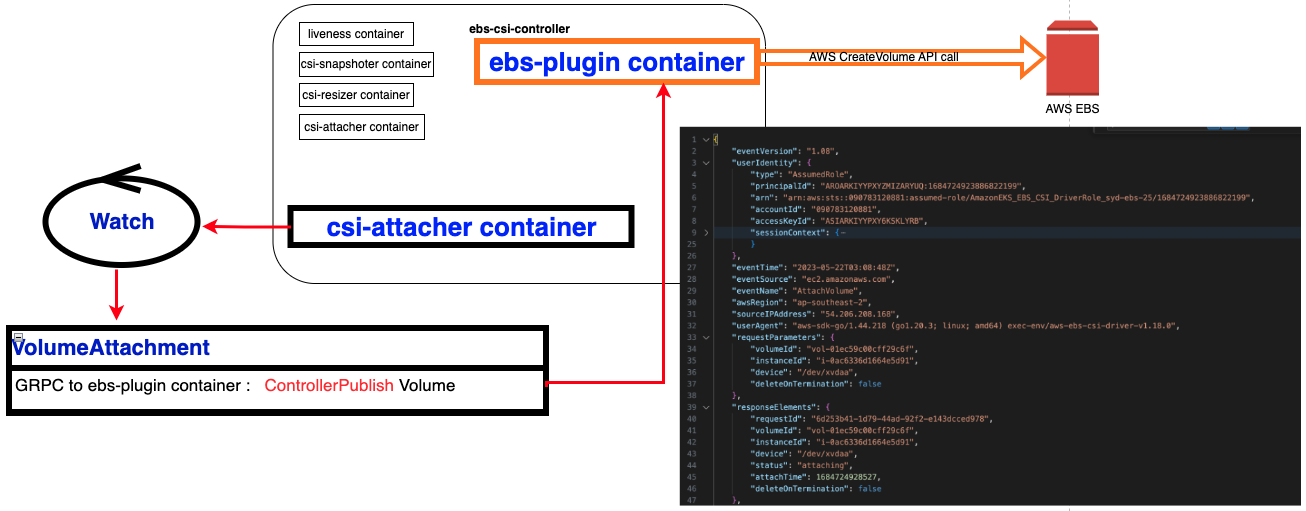 liveness container
csi-snapshoter container
csi-resizer container
csi-attacher container
ebs-csi-controller
ebs-plugin container
AWS CreateVolume API call
AWS EBS
Watch
csi-attacher container
VolumeAttachment
GRPC to ebs-plugin container : ControllerPublish Volume
1 {
2 "eventVersion": "1.08",
3 "userIdentity": {
4 "type": "AssumedRole",
5 "principalId": "AROARKIYYPXYZMIZARYUQ:1684724923886822199",
6 "arn": "arn:aws:sts::090783120881:assumed-role/AmazonEKS_EBS_CSI_DriverRole_syd-ebs-25/1684724923886822199",
7 "accountId": "090783120881",
8 "accessKeyId": "ASIARKIYYPXY6KSKLYRB",
9 "sessionContext": {
25 }
26 },
27 "eventTime": "2023-05-22T03:08:48Z",
28 "eventSource": "ec2.amazonaws.com",
29 "eventName": "AttachVolume",
30 "awsRegion": "ap-southeast-2",
31 "sourceIPAddress": "54.206.208.168",
32 "userAgent": "aws-sdk-go/1.44.218 (go1.20.3; linux; amd64) exec-env/aws-ebs-csi-driver-v1.18.0",
33 "requestParameters": {
34 "volumeId": "vol-01ec59c00cff29c6f",
35 "instanceId": "i-0ac6336d1664e5d91",
36 "device": "/dev/xvdaa",
37 "deleteOnTermination": false
38 },
39 "responseElements": {
40 "requestId": "6d253b41-1d79-44ad-92f2-e143dcced978",
41 "volumeId": "vol-01ec59c00cff29c6f",
42 "instanceId": "i-0ac6336d1664e5d91",
43 "device": "/dev/xvdaa",
44 "status": "attaching",
45 "attachTime": 1684724928527,
46 "deleteOnTermination": false
47 },